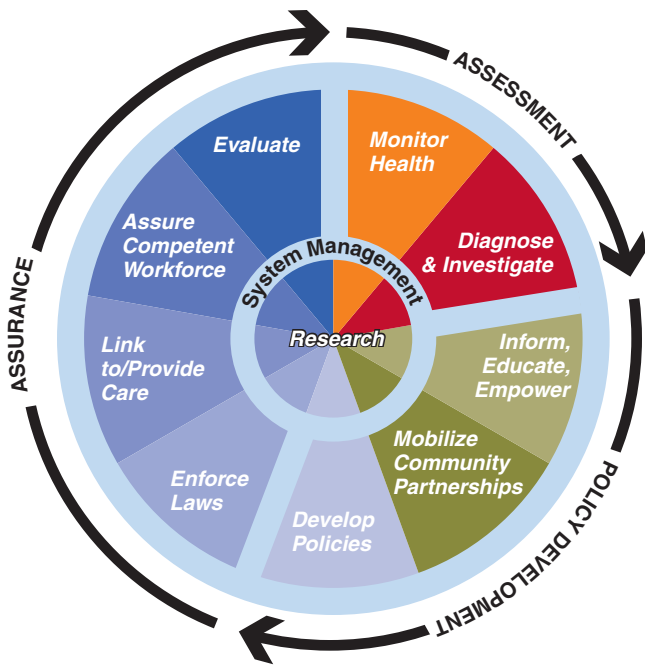 ASSESSMENT
Monitor
Health
Diagnose
& Investigate
Inform,
Educate,
Empower
Mobilize
Community
Partnerships
POLICY DEVELOPMENT
Develop
Policies
Enforce
Laws
Link
to/Provide
Care
Assure
Competent
Workforce
Evaluate
ASSURANCE
System Management
Research